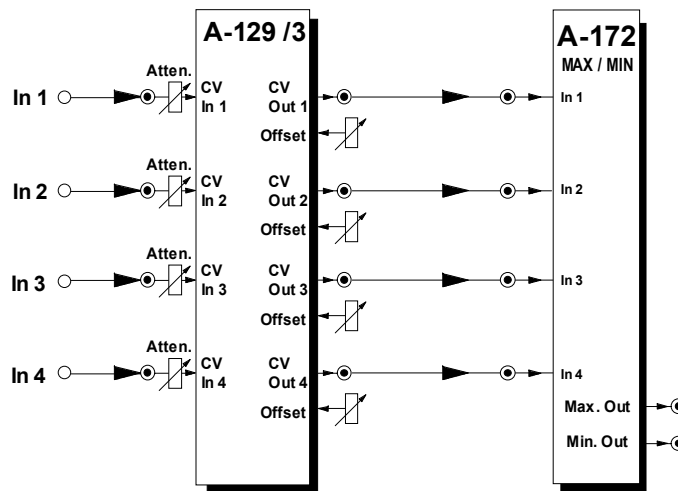 A-129 /3
A-172
MAX / MIN
Atten.
In 1
CV
In 1
CV
Out 1
In 1
Offset
Atten.
In 2
CV
In 2
CV
Out 2
In 2
Offset
Atten.
In 3
CV
In 3
CV
Out 3
In 3
Offset
Atten.
In 4
CV
In 4
CV
Out 4
In 4
Offset
Max. Out
Min. Out